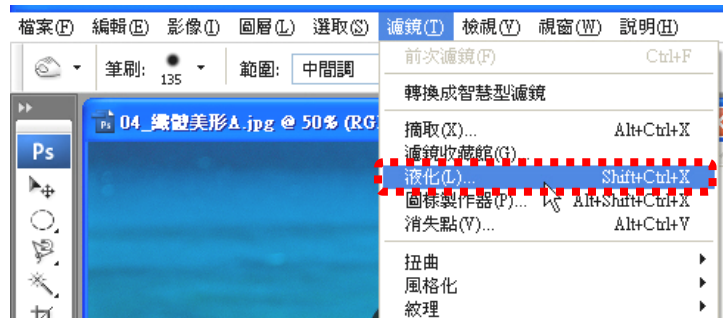 檔案(F) 編輯(E) 影像(I) 圖層(L) 選取(S) 濾鏡(T) 檢視(V) 視窗(W) 說明(H)
筆刷: 135 範圍: 中間調
前次濾鏡(F) Ctrl+F
轉換成智慧型濾鏡
04_纖體美形A.jpg @ 50% (RG
摘取(X)... Alt+Ctrl+X
濾鏡收藏館(G)...
液化(L)... Shift+Ctrl+X
圖樣製作器(P)... Alt+Shift+Ctrl+X
消失點(V)... Alt+Ctrl+V
扭曲
風格化
紋理
Ps